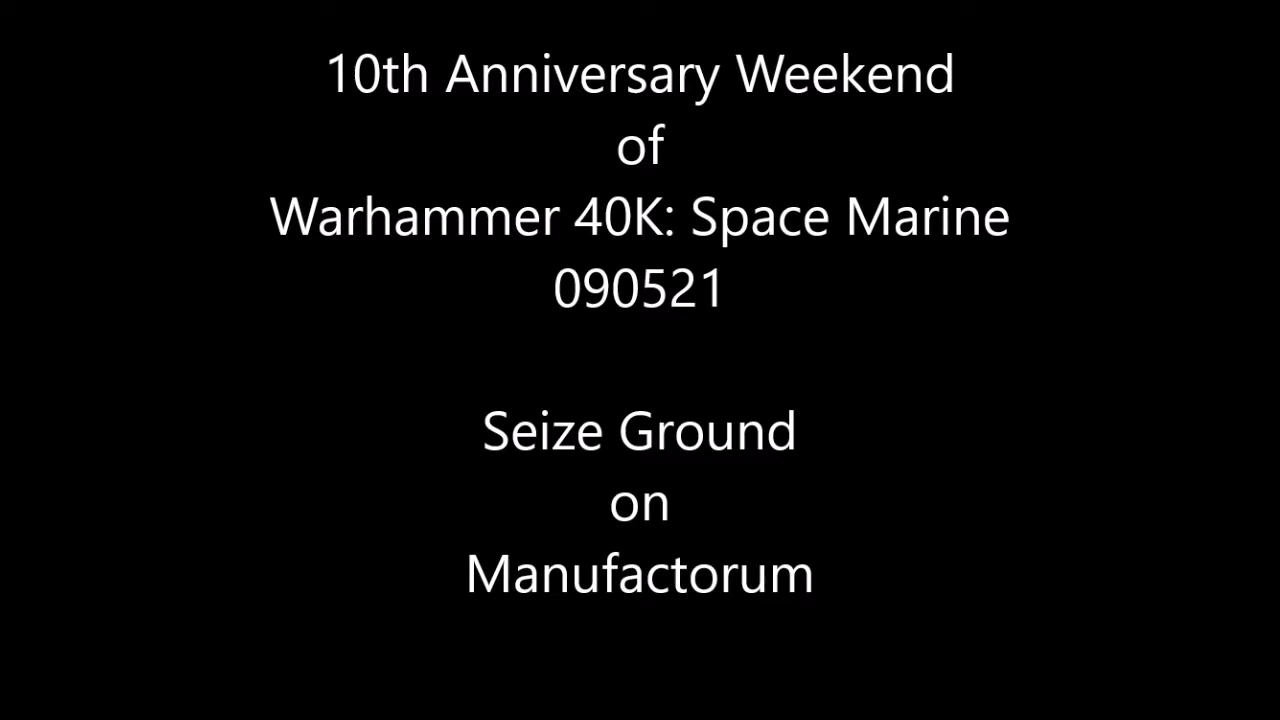 10th Anniversary Weekend
of
Warhammer 40K: Space Marine
090521
Seize Ground
on
Manufactorum